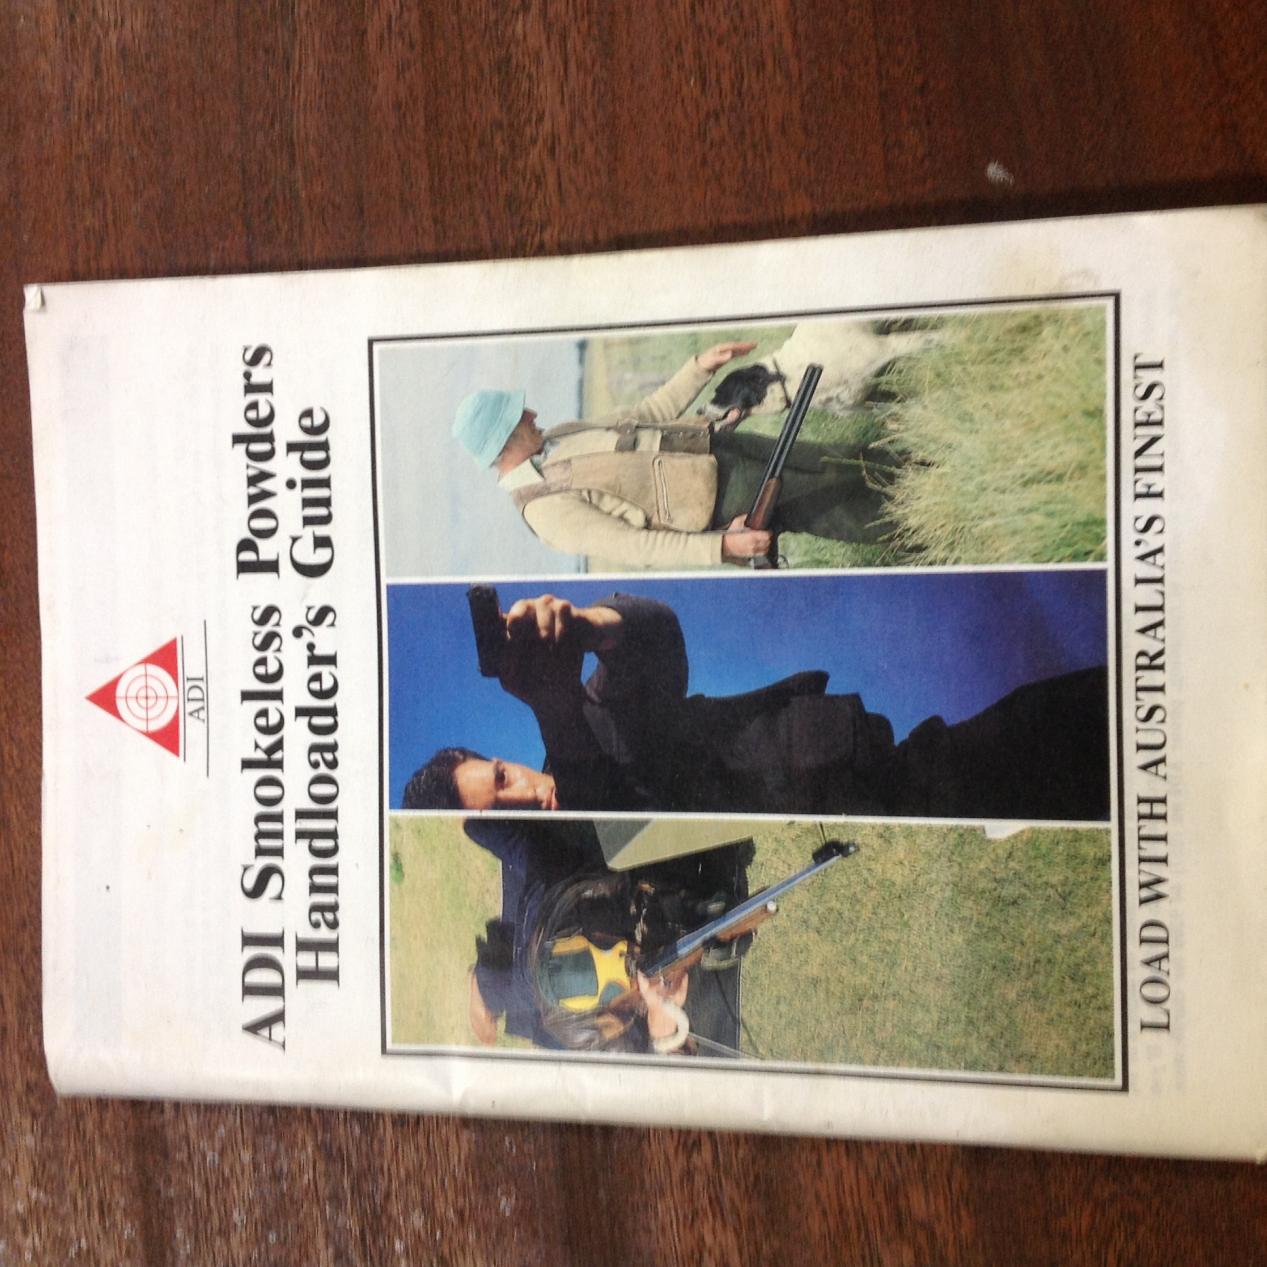 ADI
ADI Smokeless Powders
Handloader's Guide
LOAD WITH AUSTRALIA'S FINEST